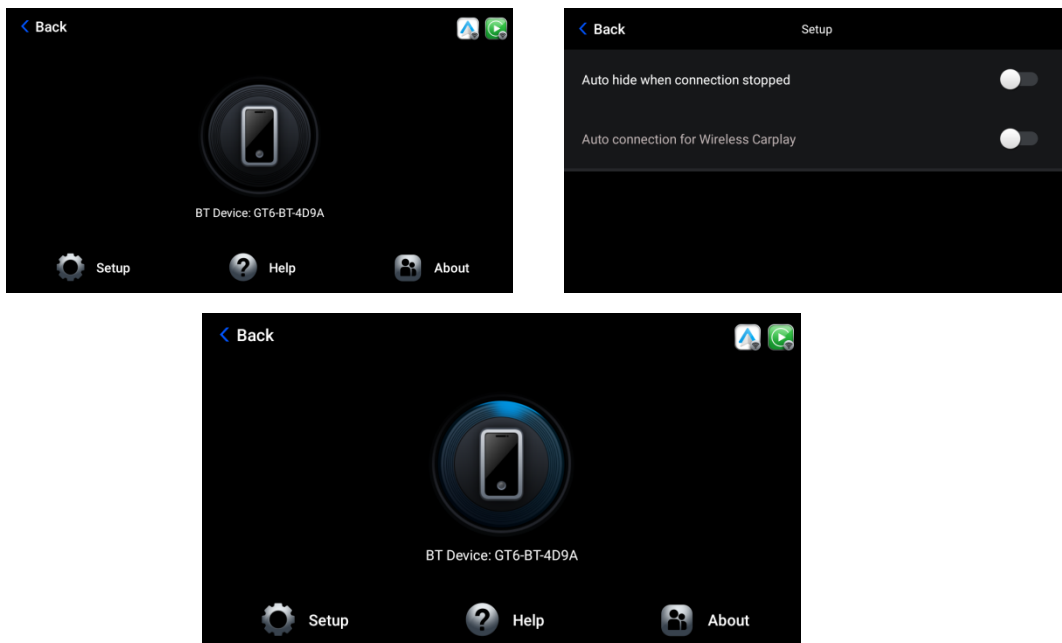 Back
BT Device: GT6-BT-4D9A
Setup Help About
Back Setup
Auto hide when connection stopped
Auto connection for Wireless Carplay
Back
BT Device: GT6-BT-4D9A
Setup Help About